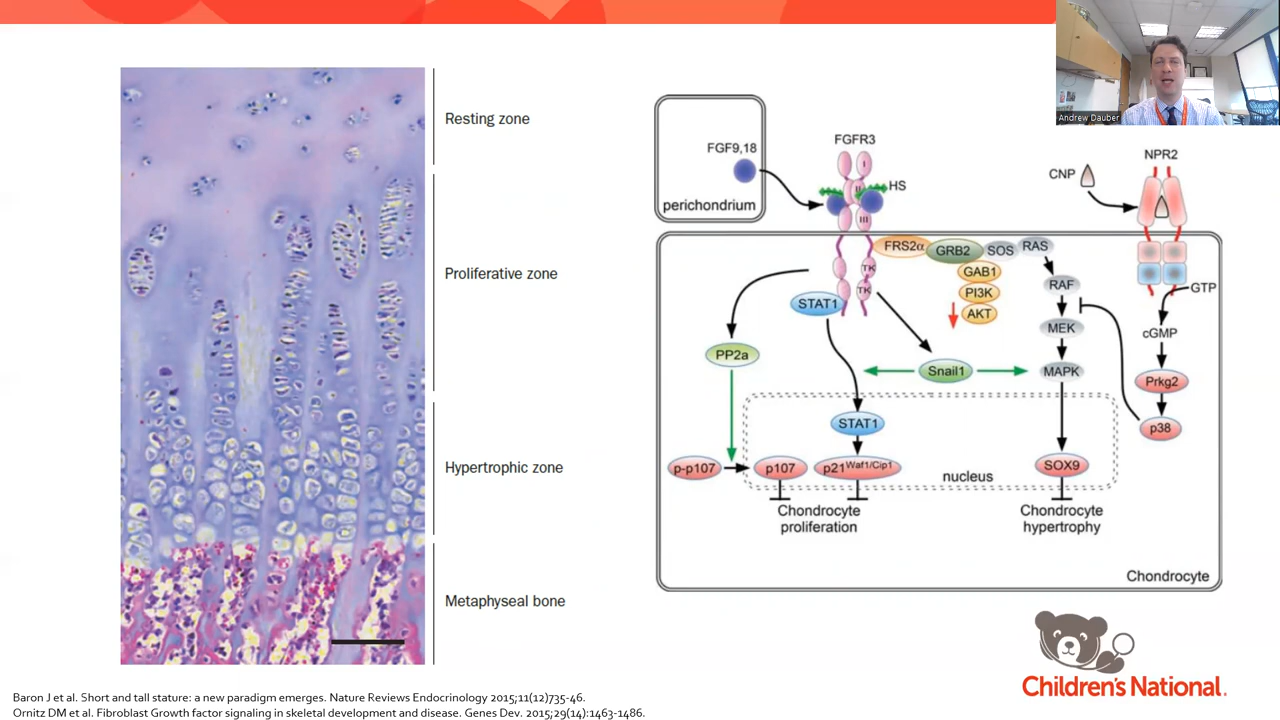 Andrew Dauber
Resting zone
Proliferative zone
Hypertrophic zone
Metaphyseal bone
FGF9,18
perichondrium
FGFR3
I
II
III
HS
TK
TK
FRS2α
GRB2
SOS
RAS
GAB1
PI3K
AKT
RAF
MEK
MAPK
STAT1
PP2a
Snail1
CNP
NPR2
GTP
cGMP
Prkg2
p38
STAT1
p-p107
p107
p21Waf1/Cip1
nucleus
SOX9
Chondrocyte
proliferation
Chondrocyte
hypertrophy
Chondrocyte
Children's National.
Baron J et al. Short and tall stature: a new paradigm emerges. Nature Reviews Endocrinology 2015;11(12)735-46.
Ornitz DM et al. Fibroblast Growth factor signaling in skeletal development and disease. Genes Dev. 2015;29(14):1463-1486.